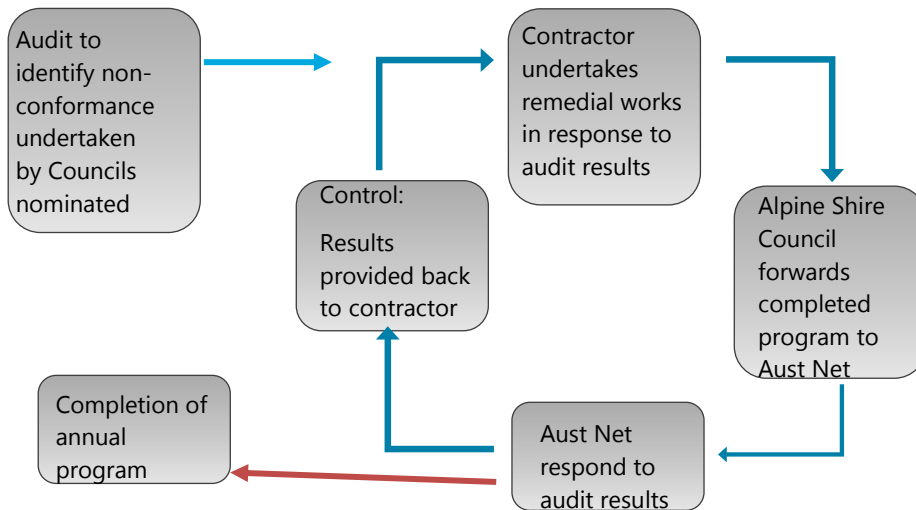 Audit to
identify non-
conformance
undertaken
by Councils
nominated
Contractor
undertakes
remedial works
in response to
audit results
Control:
Results
provided back
to contractor
Alpine Shire
Council
forwards
completed
program to
Aust Net
Aust Net
respond to
audit results
Completion of
annual
program